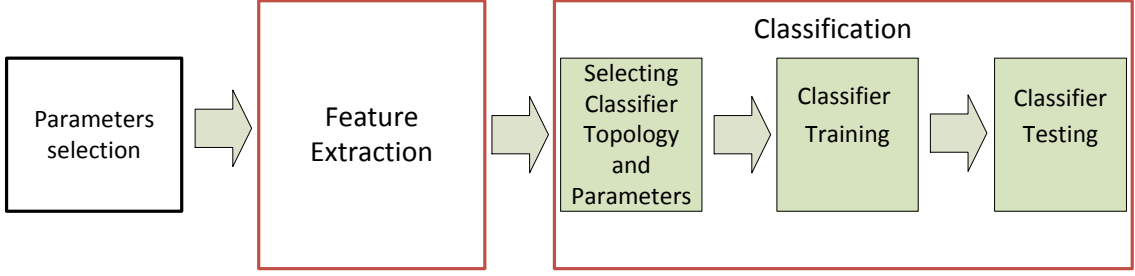 Parameters
selection
Feature
Extraction
Classification
Selecting
Classifier
Topology
and
Parameters
Classifier
Training
Classifier
Testing